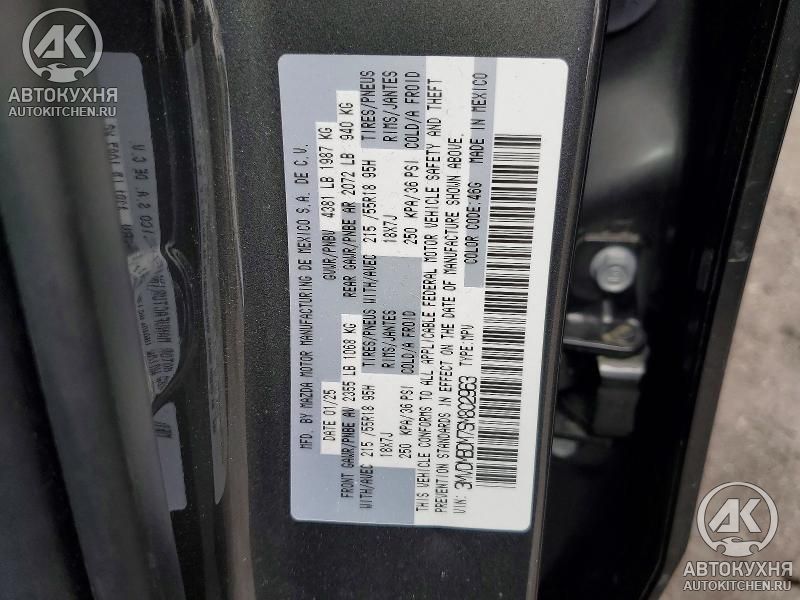 AK
АВТОКУХНЯ
AUTOKITCHEN.RU
MFD. BY MAZDA MOTOR MANUFACTURING DE MEXICO S.A. DE C.V.
DATE 01/25 GVWR/PNBV 4381 LB 1987 KG
FRONT GAWR/PNBE AV 2355 LB 1068 KG REAR GAWR/PNBE AR 2072 LB 940 KG
WITH/AVEC 215 /55R18 95H TIRES/PNEUS WITH/AVEC 215 /55R18 95H TIRES/PNEUS
18X7J RIMS/JANTES 18X7J RIMS/JANTES
250 KPA/36 PSI COLD/A FROID 250 KPA/36 PSI COLD/A FROID
THIS VEHICLE CONFORMS TO ALL APPLICABLE FEDERAL MOTOR VEHICLE SAFETY AND THEFT
PREVENTION STANDARDS IN EFFECT ON THE DATE OF MANUFACTURE SHOWN ABOVE.
VIN: 3MVDMBDM7SM802963 TYPE:MPV COLOR CODE:46G MADE IN MEXICO
AK
АВТОКУХНЯ
AUTOKITCHEN.RU